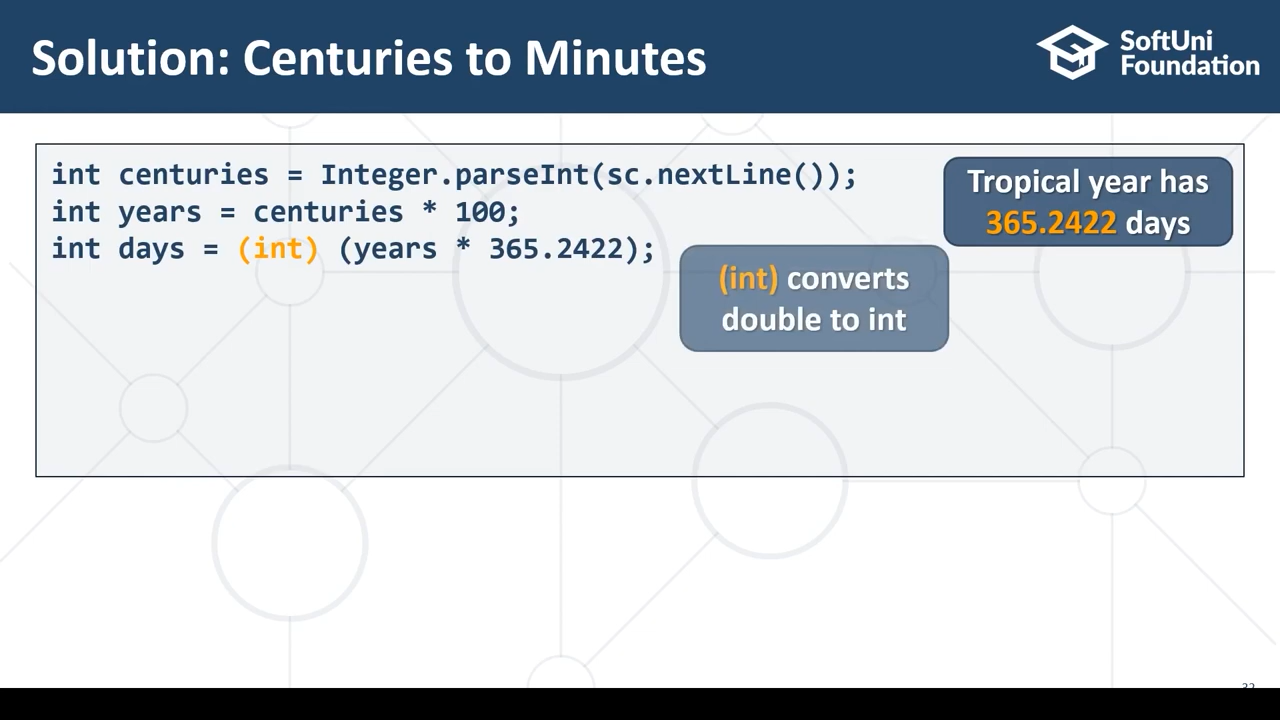 Solution: Centuries to Minutes
SoftUni
Foundation
int centuries = Integer.parseInt(sc.nextLine());
int years = centuries * 100;
int days = (int) (years * 365.2422);
Tropical year has
365.2422 days
(int) converts
double to int
32